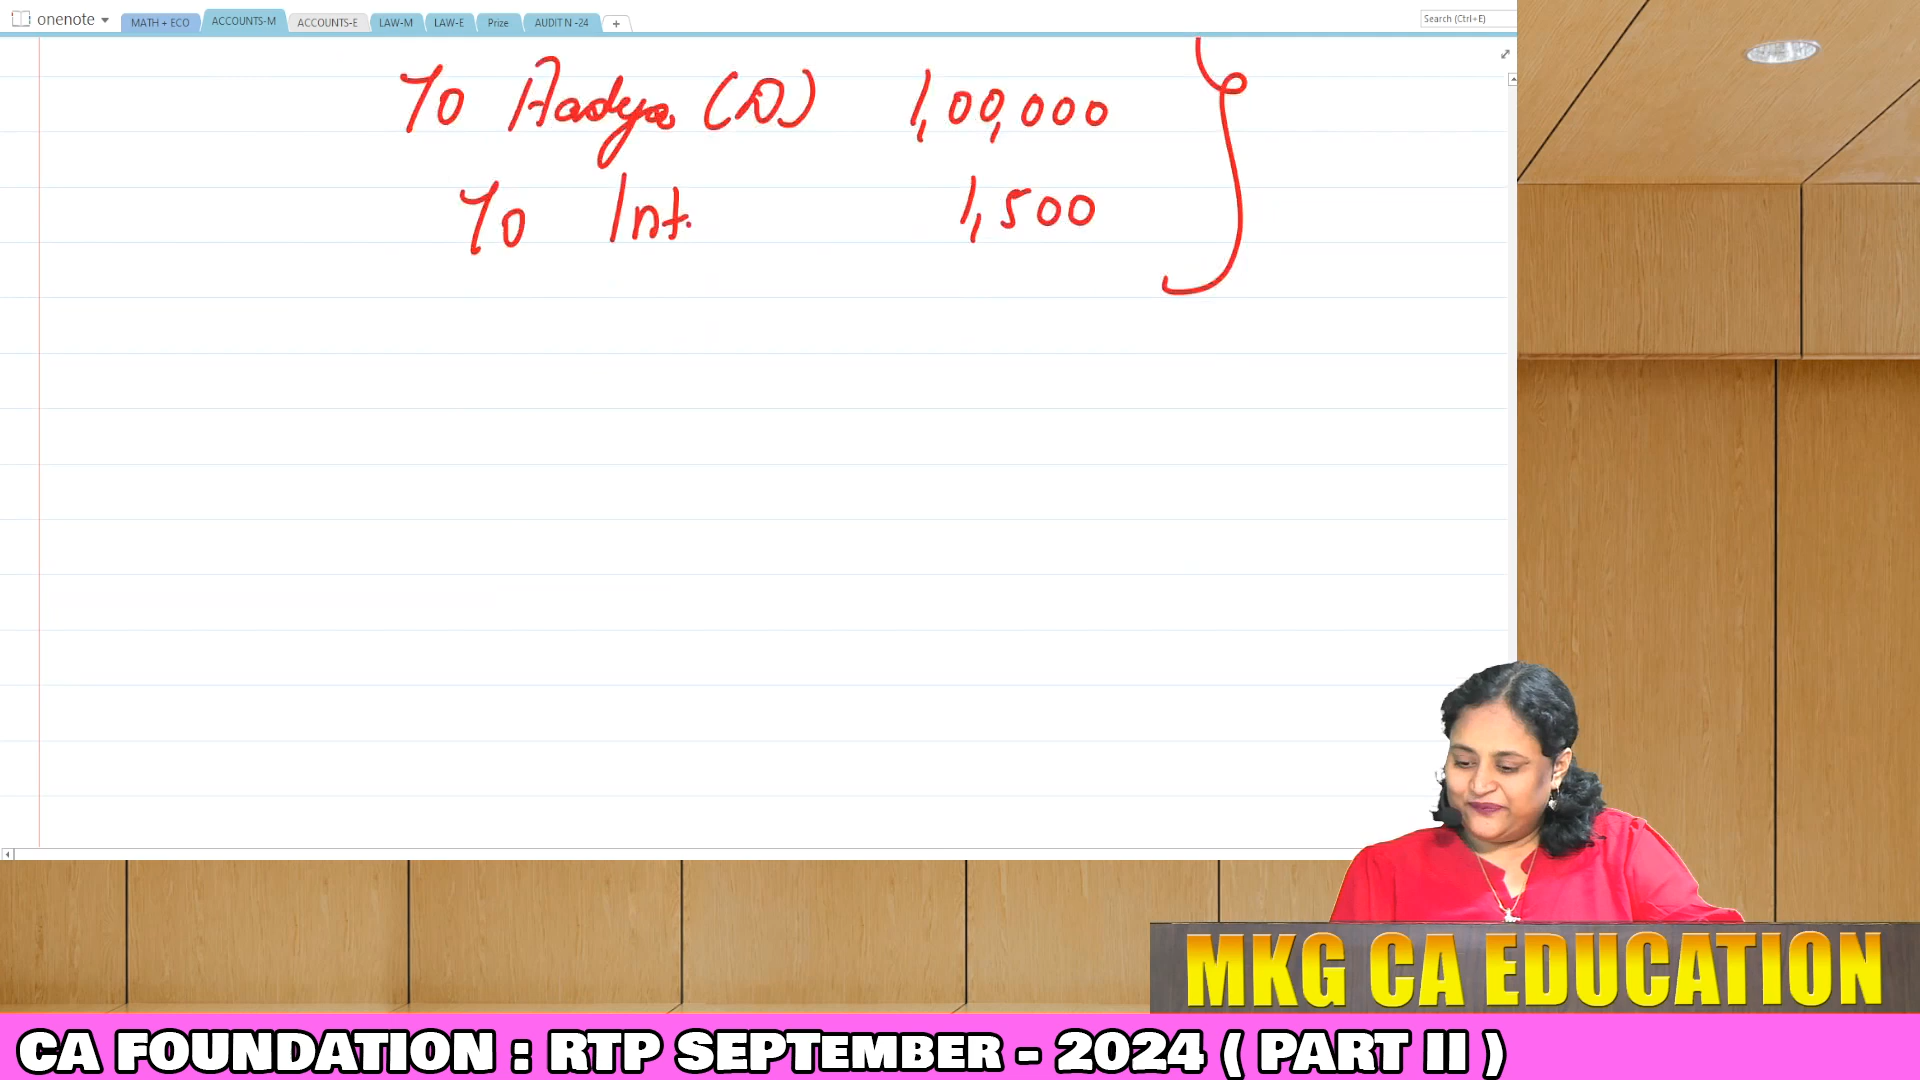 onenote
MATH + ECO
ACCOUNTS-M
ACCOUNTS-E
LAW-M
LAW-E
Prize
AUDIT N -24
+
Search (Ctrl+E)
To Aadya (D) 1,00,000
To Int. 1,500
MKG CA EDUCATION
CA FOUNDATION : RTP SEPTEMBER - 2024 ( PART II )